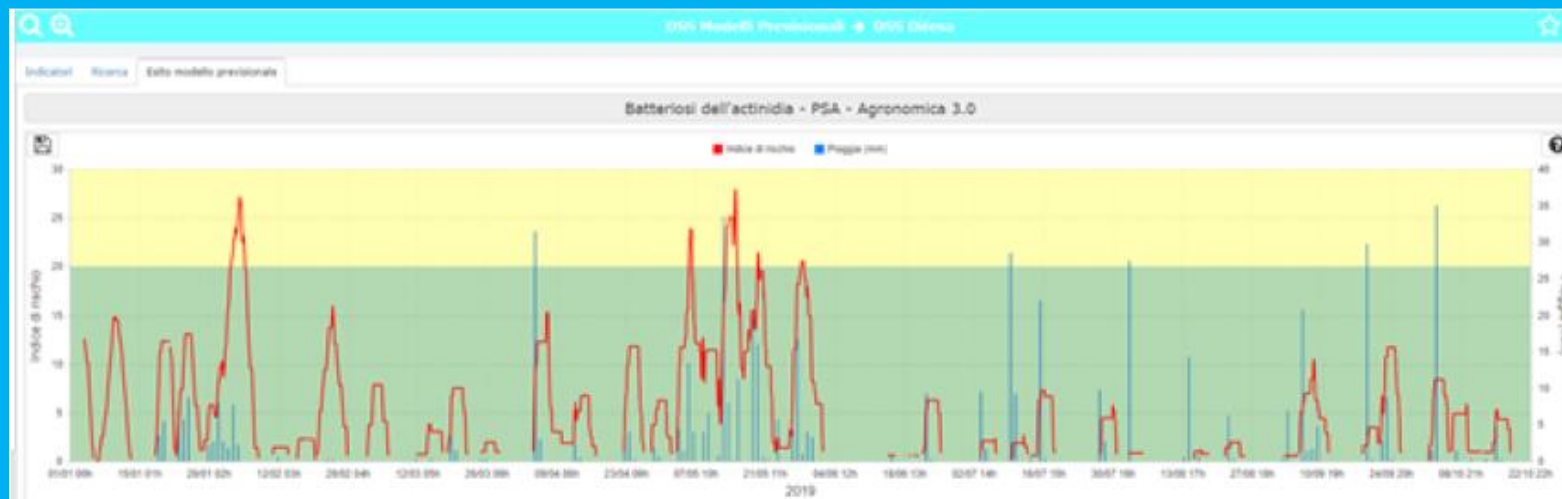 DSS Modelli Previsionali → DSS Difesa
Indicatori Ricerca Esito modello previsionale
Batteriosi dell'actinidia - PSA - Agronomica 3.0
Indice di rischio Pioggia (mm)
30 40
25 35
20 30
15 25
10 20
5 15
0 10
5
0
Indice di rischio
01/01 00h 15/01 01h 29/01 02h 12/02 03h 26/02 04h 12/03 05h 26/03 06h 09/04 08h 23/04 09h 07/05 10h 21/05 11h 04/06 12h 18/06 13h 02/07 14h 16/07 15h 30/07 16h 13/08 17h 27/08 18h 10/09 19h 24/09 20h 08/10 21h 22/10 22h
2019